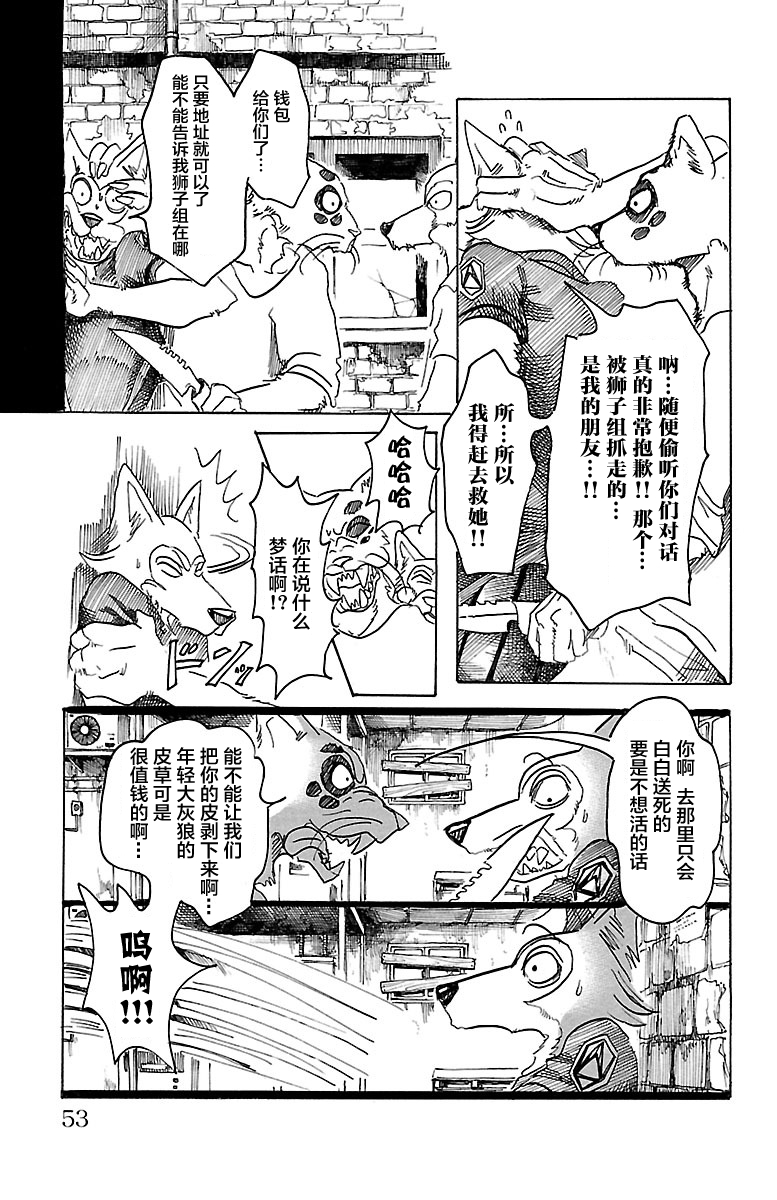 呐…随便偷听你们对话
真的非常抱歉!!那个…
被狮子组抓走的…
是我的朋友…!!
所…所以
我得赶去救她!!
钱包
给你们了…
只要地址就可以了
能不能告诉我狮子组在哪
哈哈哈
你在说什么
梦话啊!?
你啊 去那里只会
白白送死的
要是不想活的话
能不能让我们
把你的皮剥下来啊…
年轻大灰狼的
皮草可是
很值钱的啊…
呜啊!!!
53